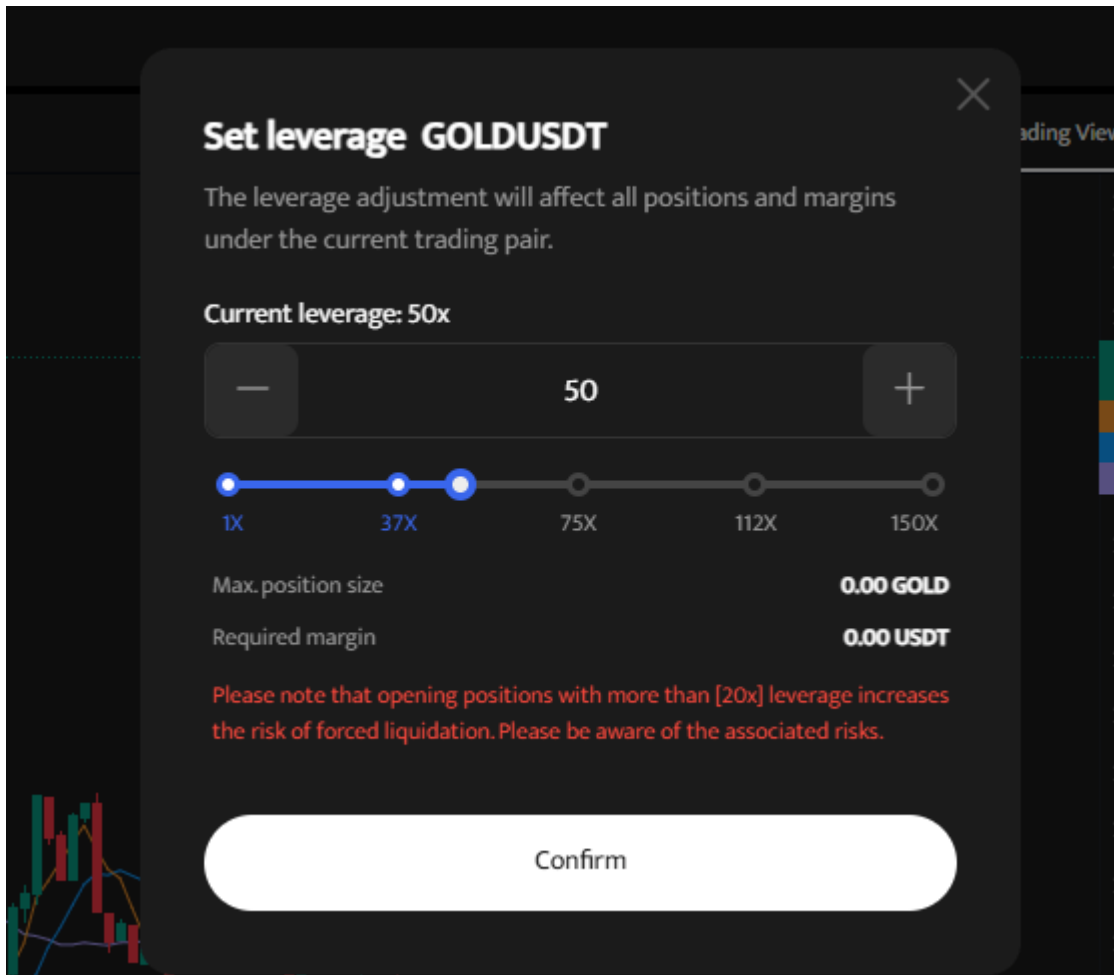 ading View
Set leverage GOLDUSDT
The leverage adjustment will affect all positions and margins
under the current trading pair.
Current leverage: 50x
50
1X 37X 75X 112X 150X
Max. position size 0.00 GOLD
Required margin 0.00 USDT
Please note that opening positions with more than [20x] leverage increases
the risk of forced liquidation. Please be aware of the associated risks.
Confirm